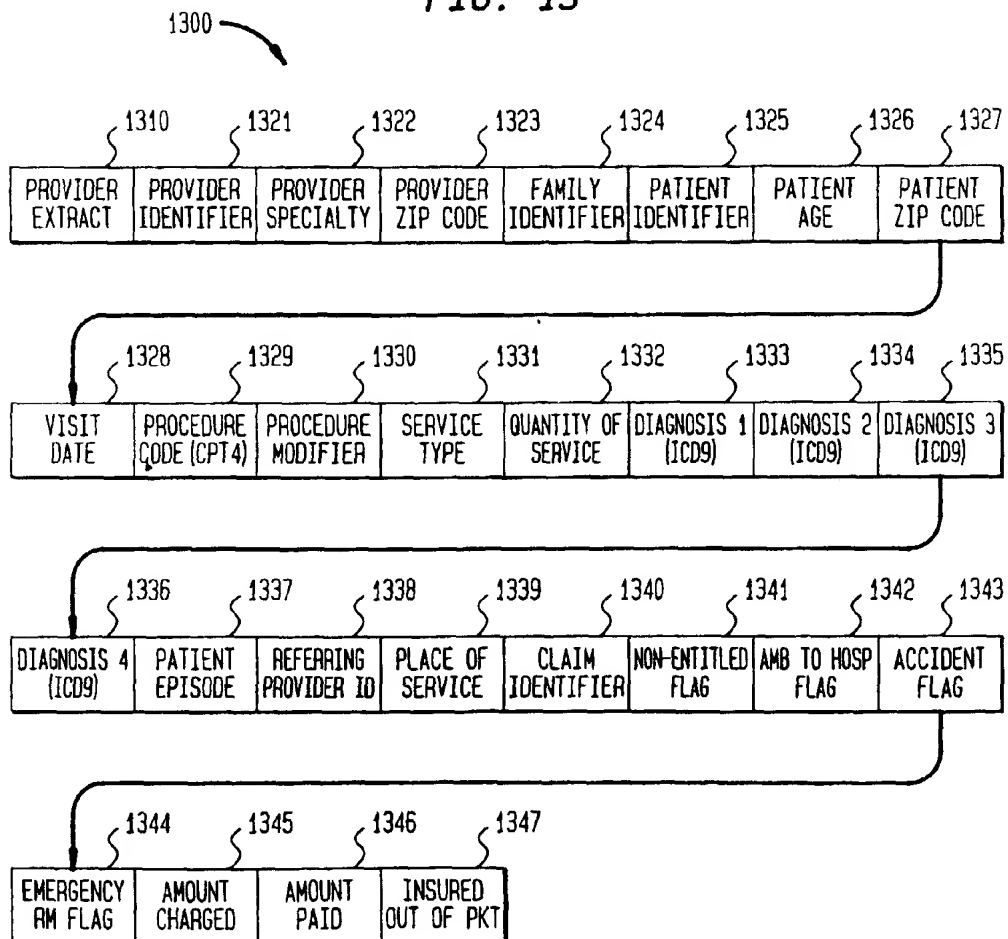 FIG. 13
1300
1310 1321 1322 1323 1324 1325 1326 1327
PROVIDER EXTRACT
PROVIDER IDENTIFIER
PROVIDER SPECIALTY
PROVIDER ZIP CODE
FAMILY IDENTIFIER
PATIENT IDENTIFIER
PATIENT AGE
PATIENT ZIP CODE
1328 1329 1330 1331 1332 1333 1334 1335
VISIT DATE
PROCEDURE CODE (CPT4)
PROCEDURE MODIFIER
SERVICE TYPE
QUANTITY OF SERVICE
DIAGNOSIS 1 (ICD9)
DIAGNOSIS 2 (ICD9)
DIAGNOSIS 3 (ICD9)
1336 1337 1338 1339 1340 1341 1342 1343
DIAGNOSIS 4 (ICD9)
PATIENT EPISODE
REFERRING PROVIDER ID
PLACE OF SERVICE
CLAIM IDENTIFIER
NON-ENTITLED FLAG
AMB TO HOSP FLAG
ACCIDENT FLAG
1344 1345 1346 1347
EMERGENCY RM FLAG
AMOUNT CHARGED
AMOUNT PAID
INSURED OUT OF PKT